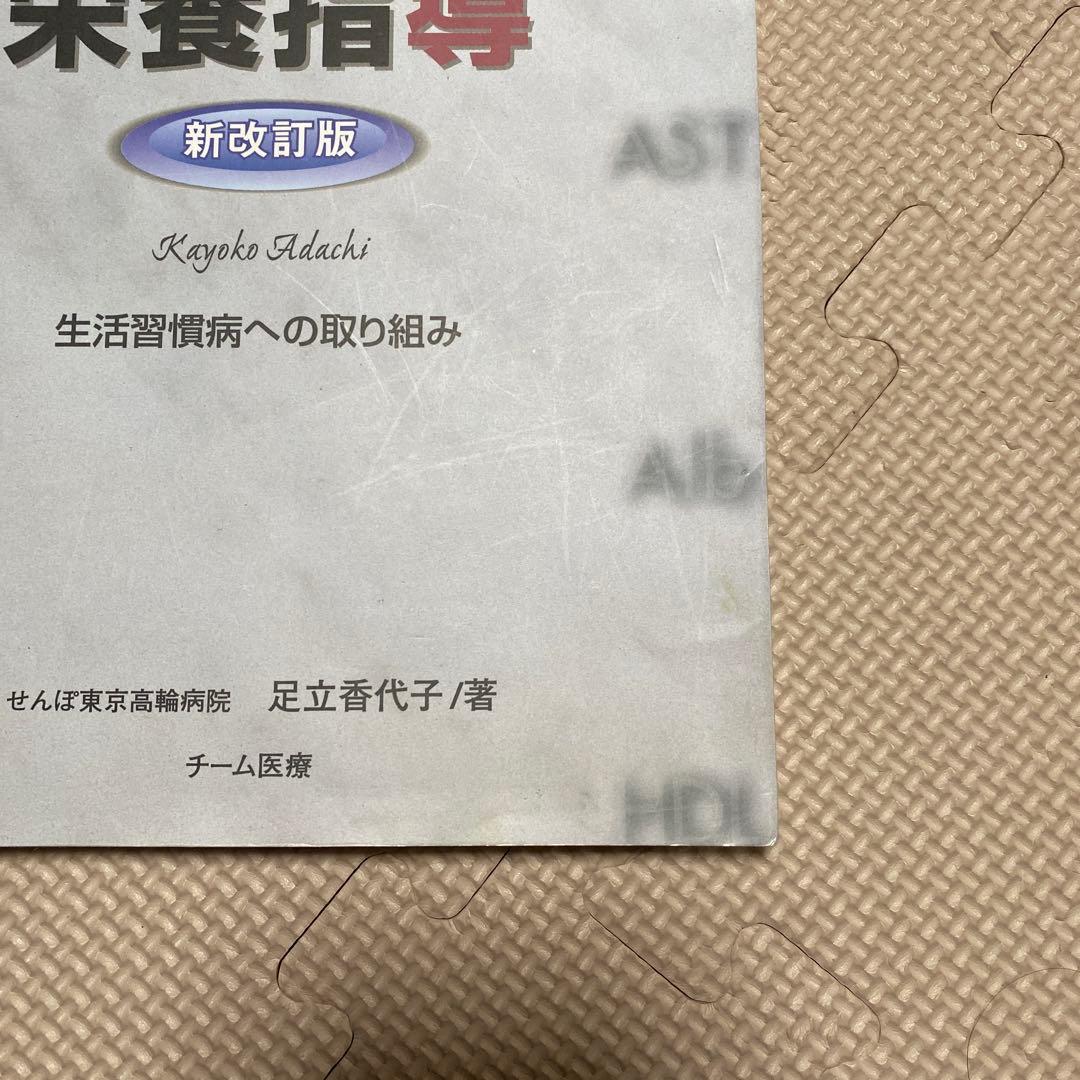 栄養指導
新改訂版
AST
Kayoko Adachi
生活習慣病への取り組み
Alb
せんぽ東京高輪病院 足立香代子/著
チーム医療
HDL